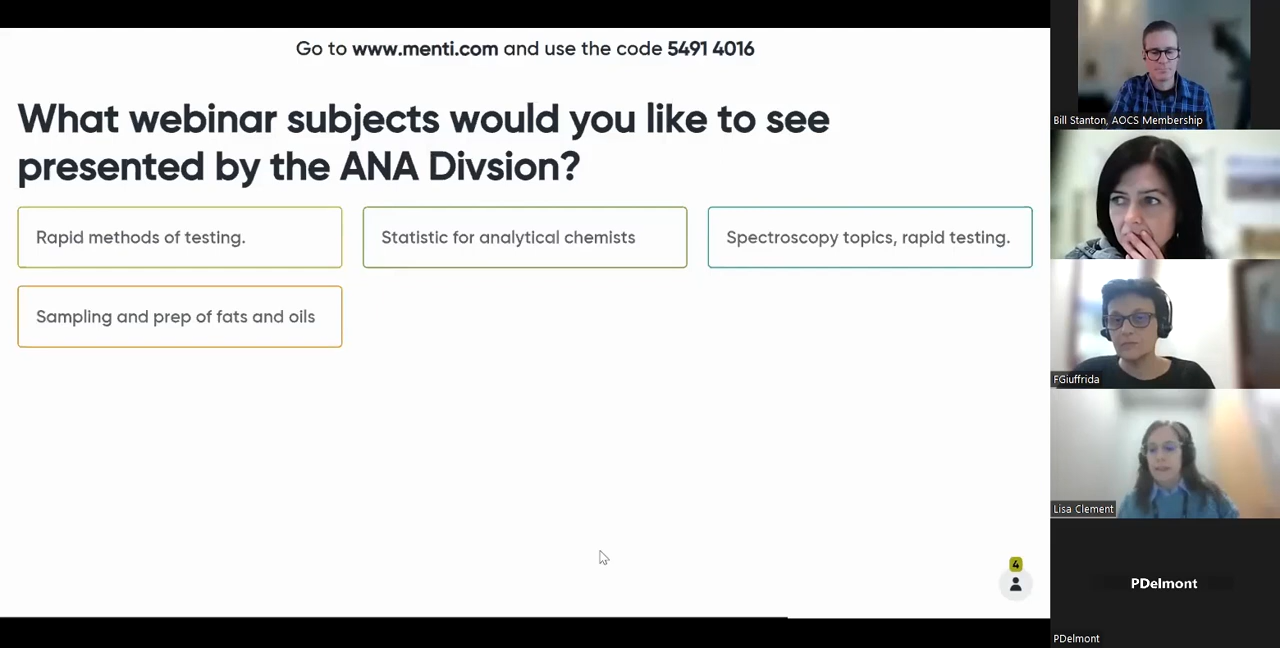 Go to www.menti.com and use the code 5491 4016
What webinar subjects would you like to see
presented by the ANA Divsion?
Rapid methods of testing.
Statistic for analytical chemists
Spectroscopy topics, rapid testing.
Sampling and prep of fats and oils
4
Bill Stanton, AOCS Membership
FGiuffrida
Lisa Clement
PDelmont
PDelmont